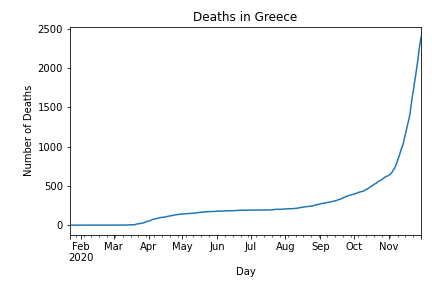 Deaths in Greece
2500
2000
1500
1000
500
0
Number of Deaths
Feb Mar Apr May Jun Jul Aug Sep Oct Nov
2020
Day